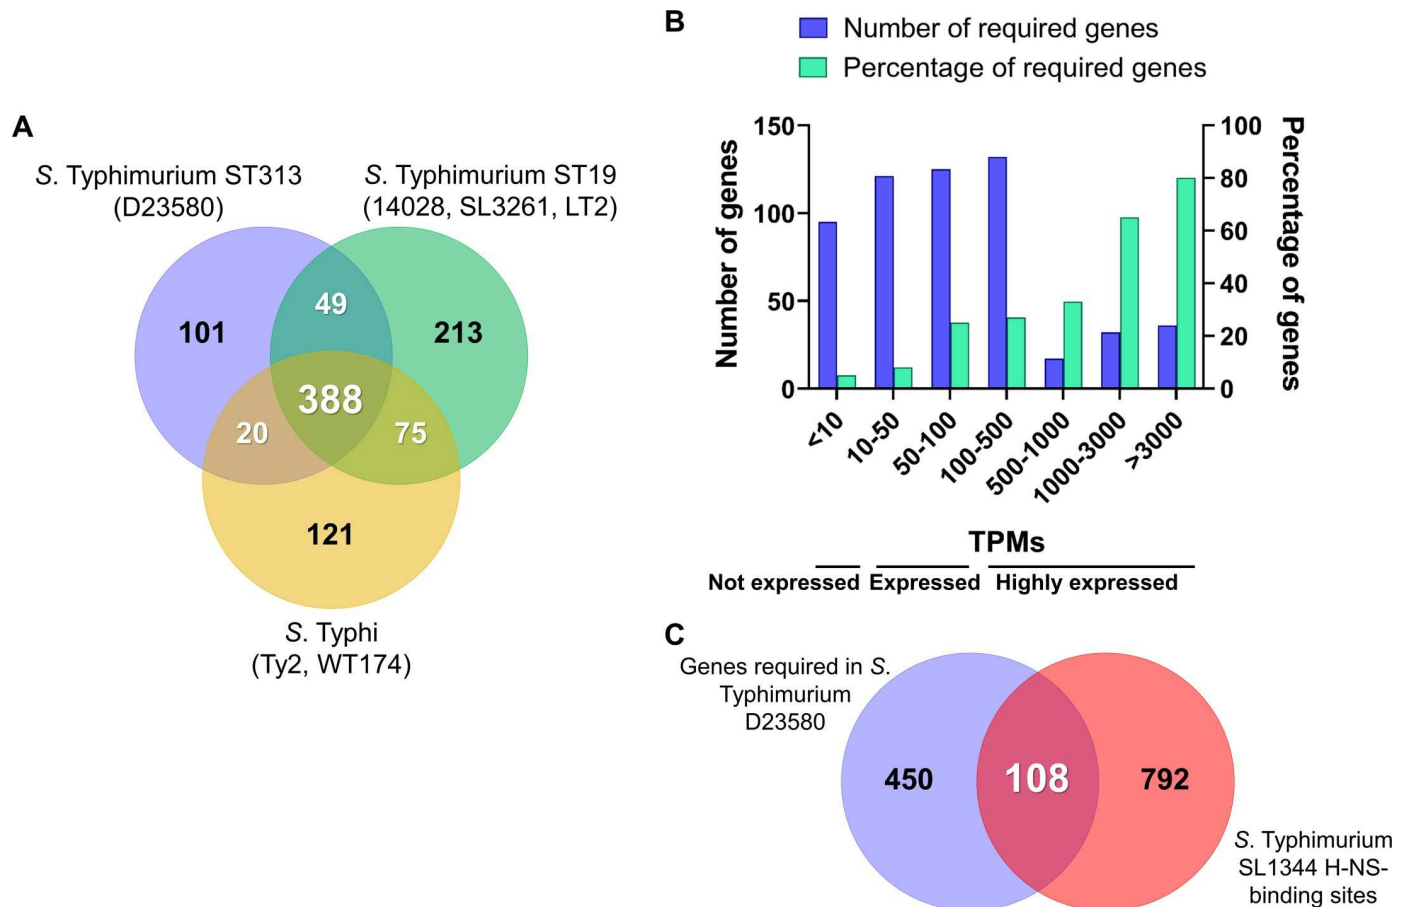 A
S. Typhimurium ST313
(D23580)
S. Typhimurium ST19
(14028, SL3261, LT2)
49
101
213
388
20
75
121
S. Typhi
(Ty2, WT174)
B
Number of required genes
Percentage of required genes
Number of genes
150
100
50
0
Percentage of genes
100
80
60
40
20
0
<10
10-50
50-100
100-500
500-1000
1000-3000
>3000
TPMs
Not expressed Expressed Highly expressed
C
Genes required in S.
Typhimurium
D23580
450
108
792
S. Typhimurium
SL1344 H-NS-
binding sites